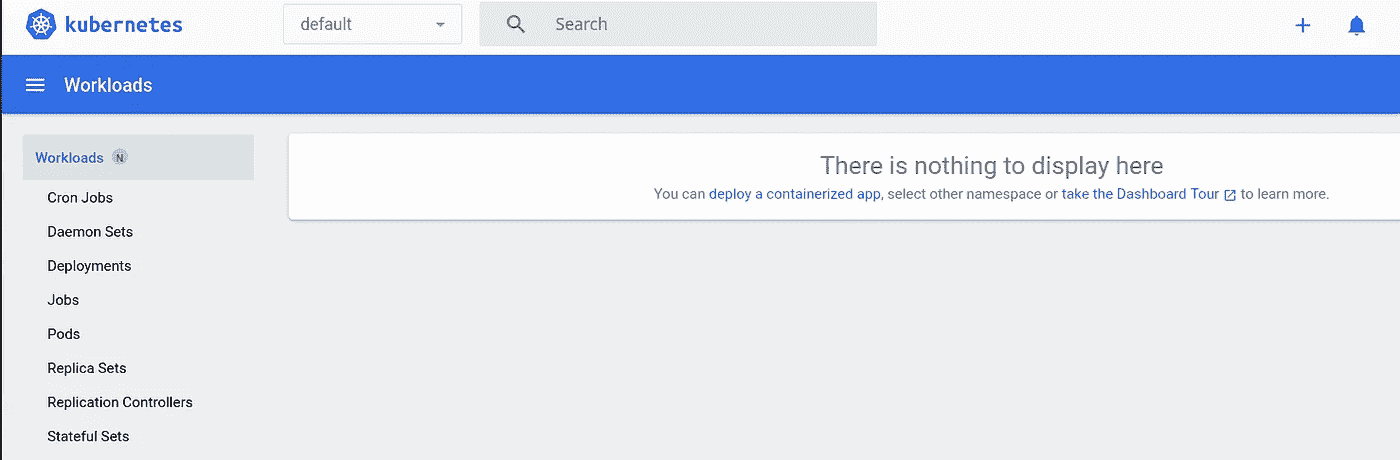 kubernetes
default
Search
Workloads
Workloads N
Cron Jobs
Daemon Sets
Deployments
Jobs
Pods
Replica Sets
Replication Controllers
Stateful Sets
There is nothing to display here
You can deploy a containerized app, select other namespace or take the Dashboard Tour to learn more.